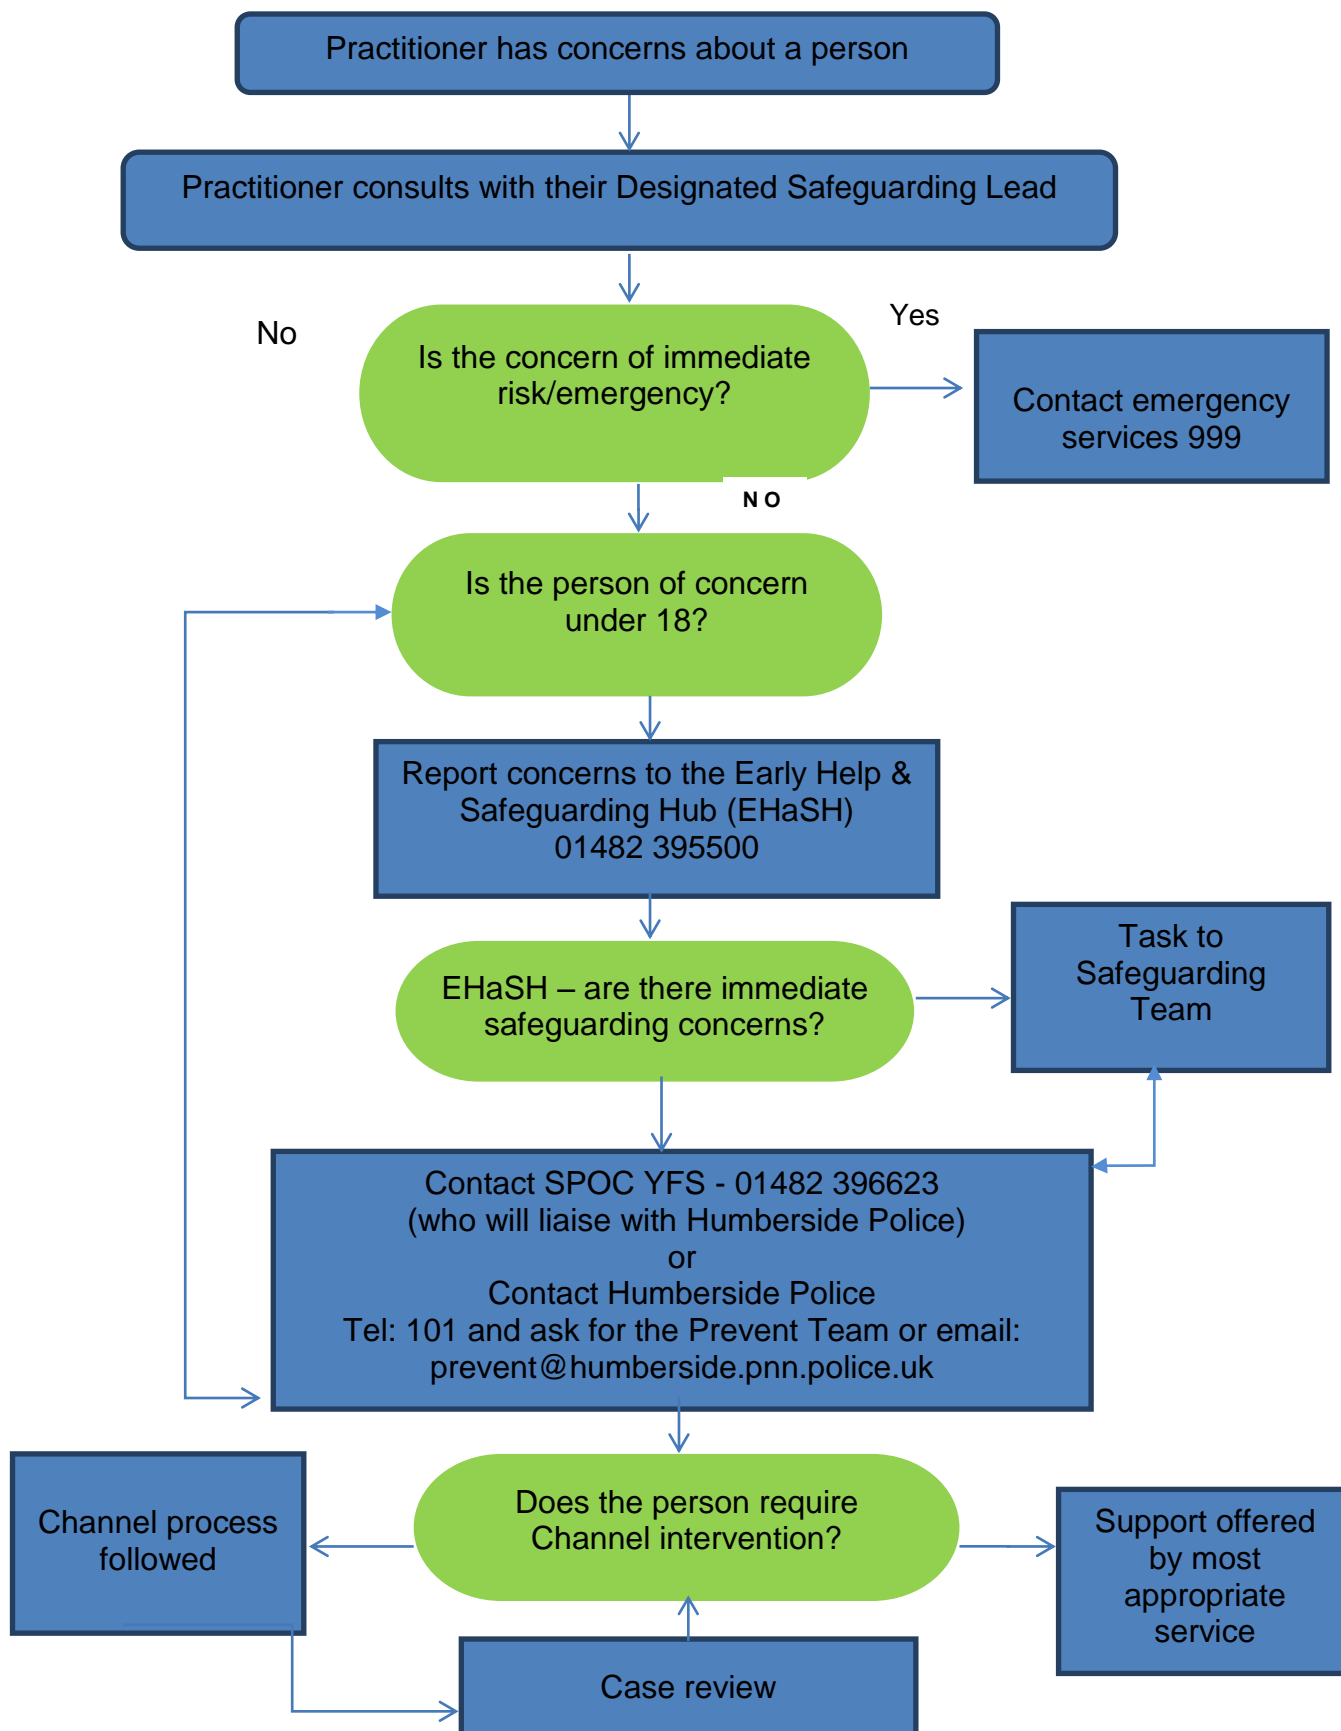 Practitioner has concerns about a person
Practitioner consults with their Designated Safeguarding Lead
No
Is the concern of immediate
risk/emergency?
Yes
Contact emergency
services 999
N O
Is the person of concern
under 18?
Report concerns to the Early Help &
Safeguarding Hub (EHaSH)
01482 395500
EHaSH – are there immediate
safeguarding concerns?
Task to
Safeguarding
Team
Contact SPOC YFS - 01482 396623
(who will liaise with Humberside Police)
or
Contact Humberside Police
Tel: 101 and ask for the Prevent Team or email:
prevent@humberside.pnn.police.uk
Does the person require
Channel intervention?
Channel process
followed
Support offered
by most
appropriate
service
Case review